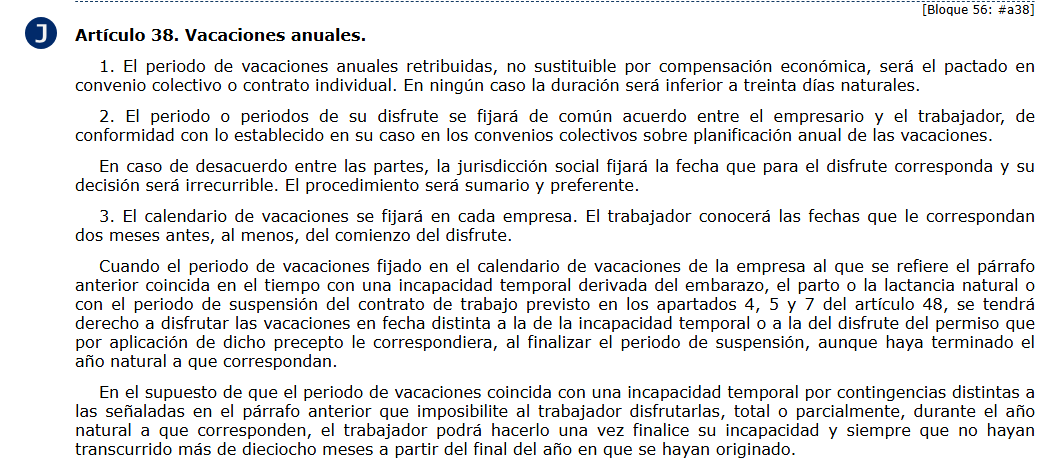 [Bloque 56: #a38]
J
Artículo 38. Vacaciones anuales.
1. El periodo de vacaciones anuales retribuidas, no sustituible por compensación económica, será el pactado en
convenio colectivo o contrato individual. En ningún caso la duración será inferior a treinta días naturales.
2. El periodo o periodos de su disfrute se fijará de común acuerdo entre el empresario y el trabajador, de
conformidad con lo establecido en su caso en los convenios colectivos sobre planificación anual de las vacaciones.
En caso de desacuerdo entre las partes, la jurisdicción social fijará la fecha que para el disfrute corresponda y su
decisión será irrecurrible. El procedimiento será sumario y preferente.
3. El calendario de vacaciones se fijará en cada empresa. El trabajador conocerá las fechas que le correspondan
dos meses antes, al menos, del comienzo del disfrute.
Cuando el periodo de vacaciones fijado en el calendario de vacaciones de la empresa al que se refiere el párrafo
anterior coincida en el tiempo con una incapacidad temporal derivada del embarazo, el parto o la lactancia natural o
con el periodo de suspensión del contrato de trabajo previsto en los apartados 4, 5 y 7 del artículo 48, se tendrá
derecho a disfrutar las vacaciones en fecha distinta a la de la incapacidad temporal o a la del disfrute del permiso que
por aplicación de dicho precepto le correspondiera, al finalizar el periodo de suspensión, aunque haya terminado el
año natural a que correspondan.
En el supuesto de que el periodo de vacaciones coincida con una incapacidad temporal por contingencias distintas a
las señaladas en el párrafo anterior que imposibilite al trabajador disfrutarlas, total o parcialmente, durante el año
natural a que corresponden, el trabajador podrá hacerlo una vez finalice su incapacidad y siempre que no hayan
transcurrido más de dieciocho meses a partir del final del año en que se hayan originado.